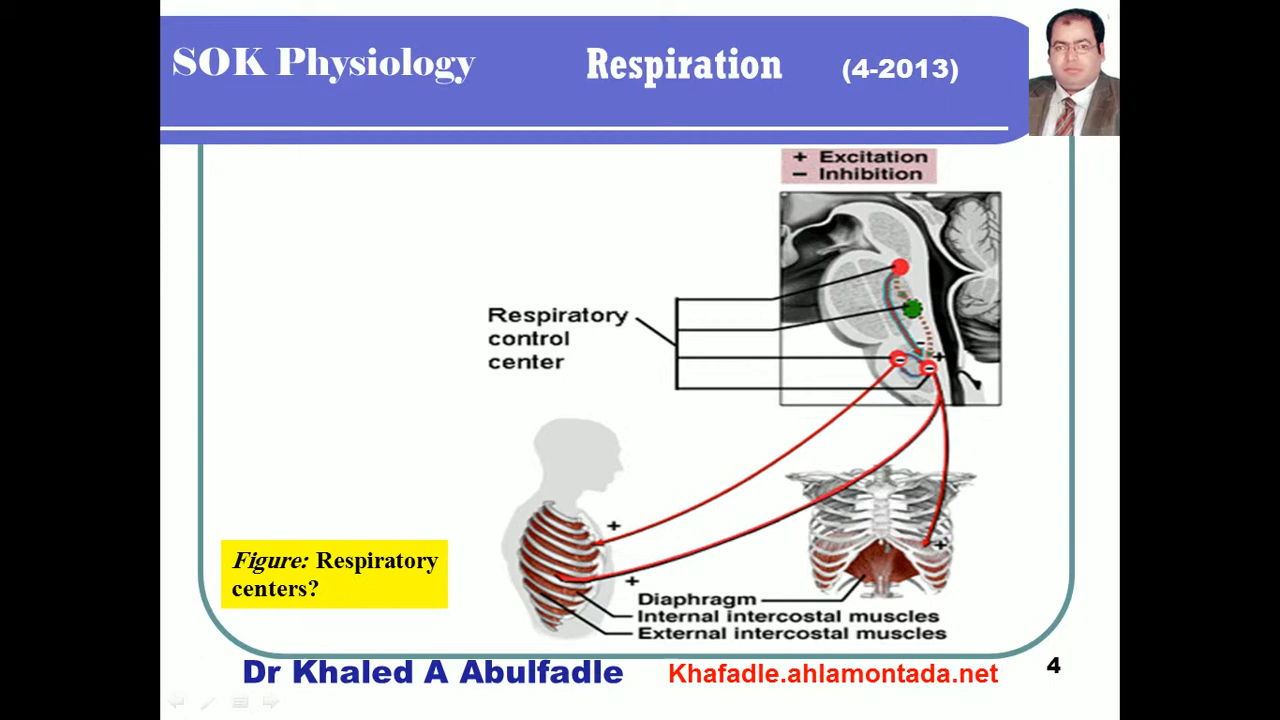 SOK Physiology Respiration (4-2013)
+ Excitation
− Inhibition
Respiratory
control
center
−
+
−
−
+
+
+
Figure: Respiratory
centers?
Diaphragm
Internal intercostal muscles
External intercostal muscles
Dr Khaled A Abulfadle Khafadle.ahlamontada.net 4